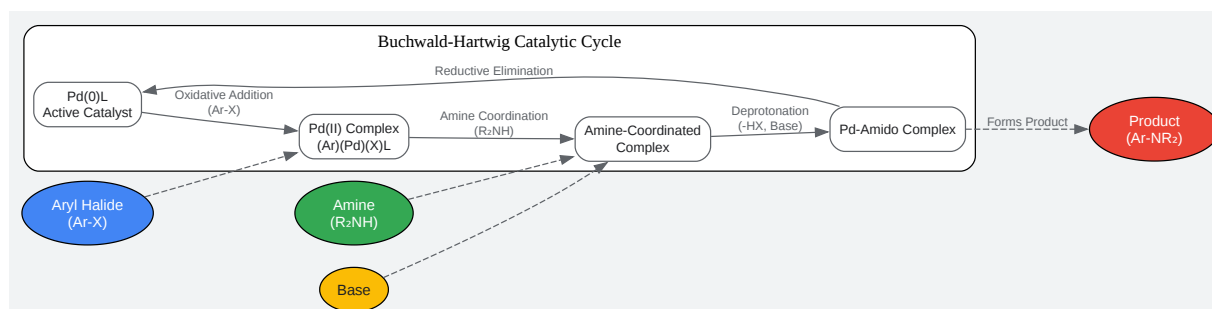 Buchwald-Hartwig Catalytic Cycle
Reductive Elimination
Pd(0)L
Active Catalyst
Oxidative Addition
(Ar-X)
Pd(II) Complex
(Ar)(Pd)(X)L
Amine Coordination
(R₂NH)
Amine-Coordinated
Complex
Deprotonation
(-HX, Base)
Pd-Amido Complex
Forms Product
Product
(Ar-NR₂)
Aryl Halide
(Ar-X)
Amine
(R₂NH)
Base